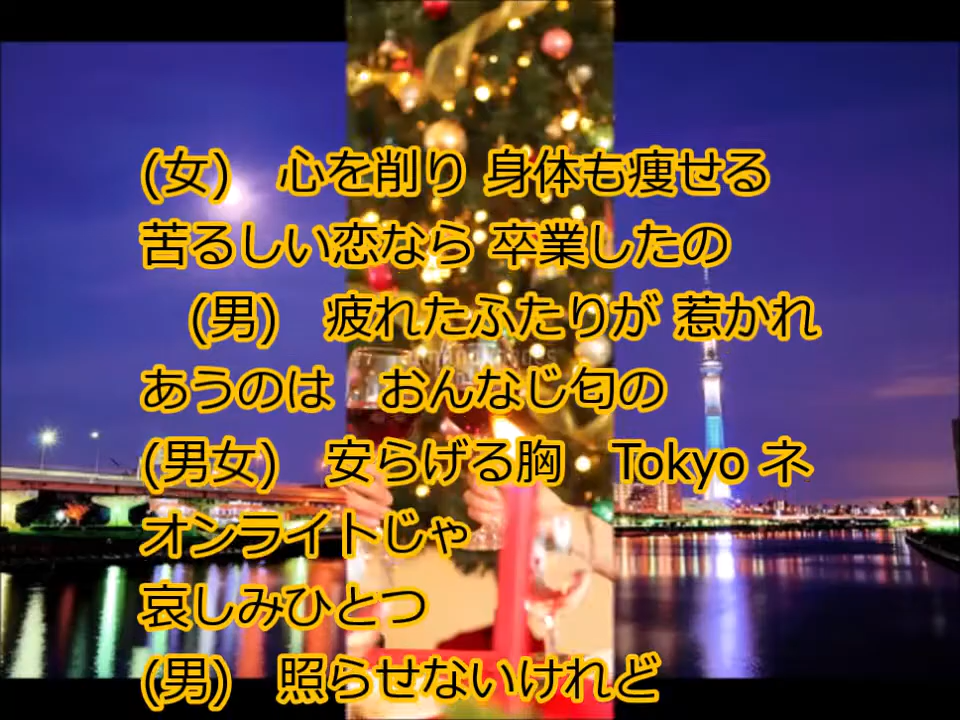 (女)　心を削り 身体も痩せる
苦るしい恋なら 卒業したの
(男)　疲れたふたりが 惹かれ
あうのは　おんなじ匂の
(男女)　安らげる胸　Tokyo ネ
オンライトじゃ
哀しみひとつ
(男)　照らせないけれど